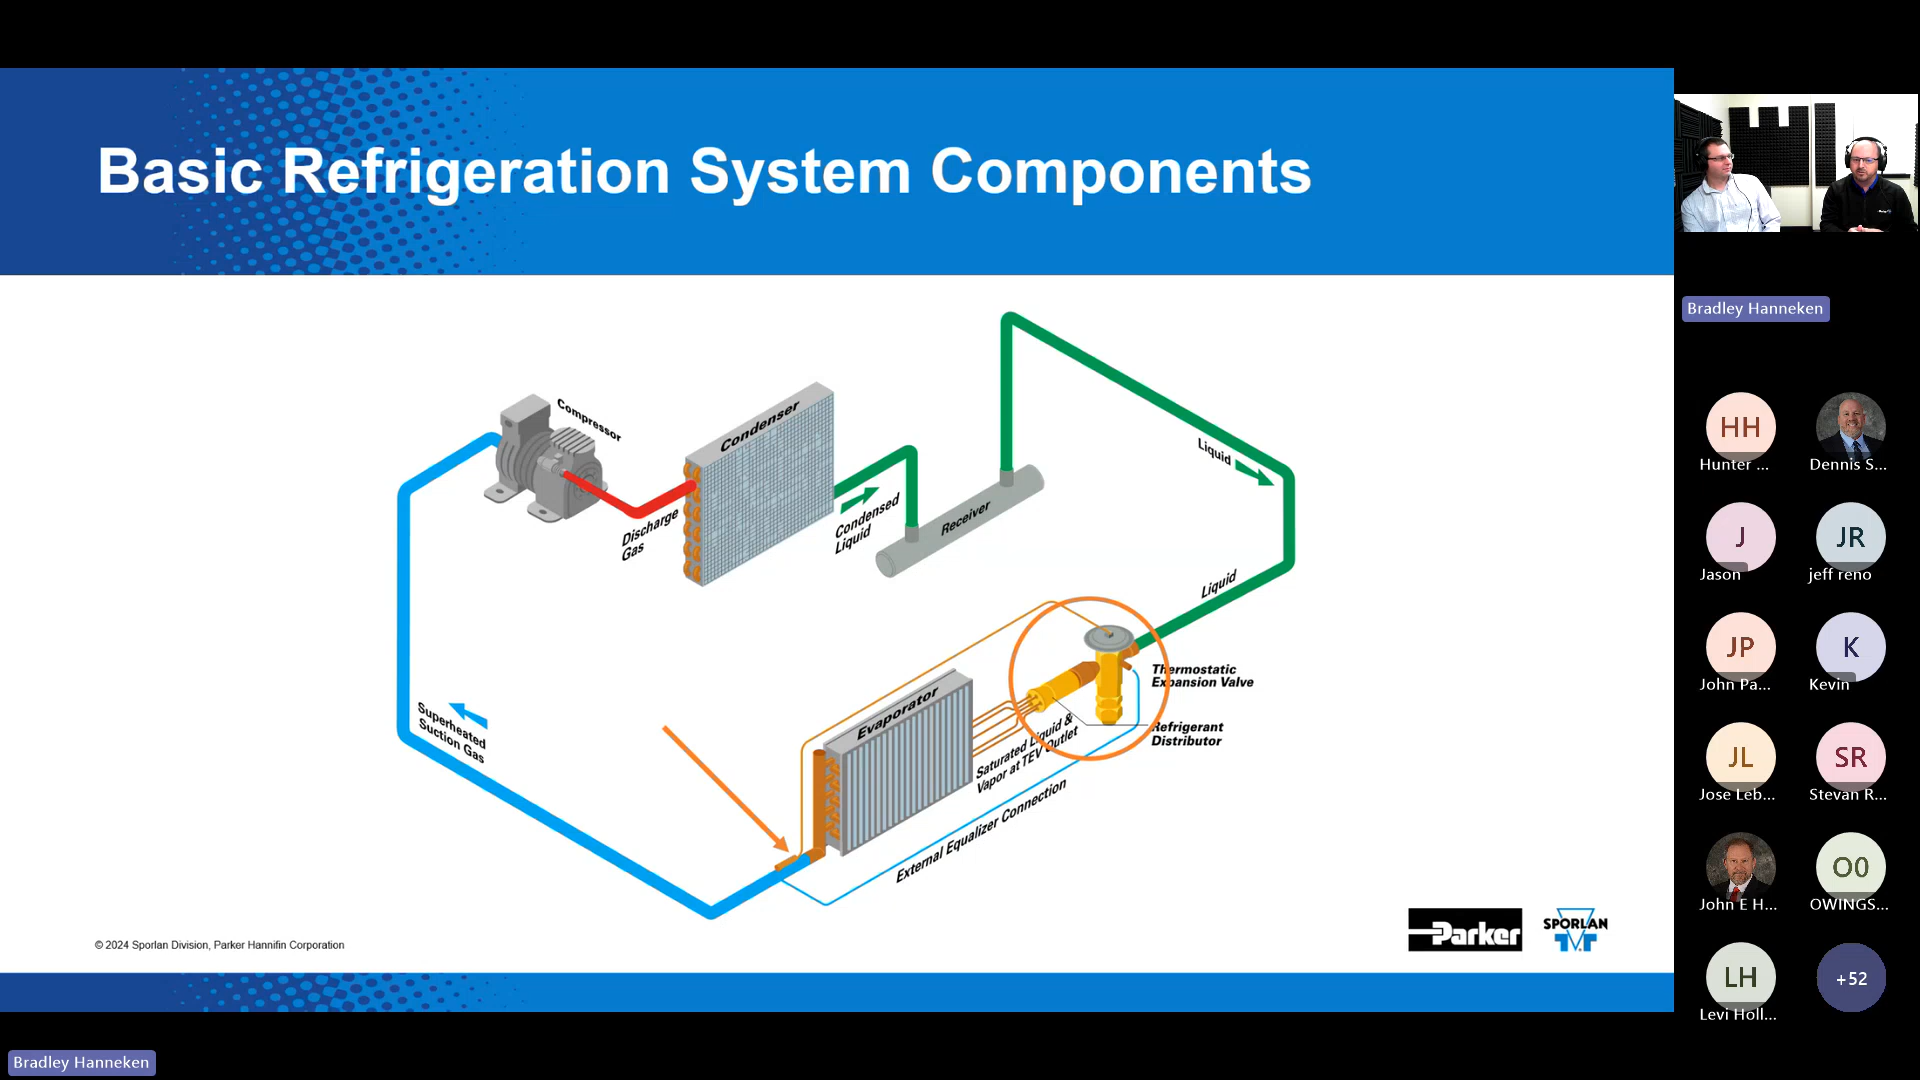 Basic Refrigeration System Components
Compressor
Condenser
Discharge
Gas
Condensed
Liquid
Receiver
Liquid
Liquid
Thermostatic
Expansion Valve
Refrigerant
Distributor
Saturated Liquid &
Vapor at TEV Outlet
Evaporator
External Equalizer Connection
Superheated
Suction Gas
© 2024 Sporlan Division, Parker Hannifin Corporation
Parker
SPORLAN
Bradley Hanneken
HH
Hunter ...
Dennis S...
J
Jason
JR
jeff reno
JP
John Pa...
K
Kevin
JL
Jose Leb...
SR
Stevan R...
John E H...
O0
OWINGS...
LH
Levi Holl...
+52
Bradley Hanneken